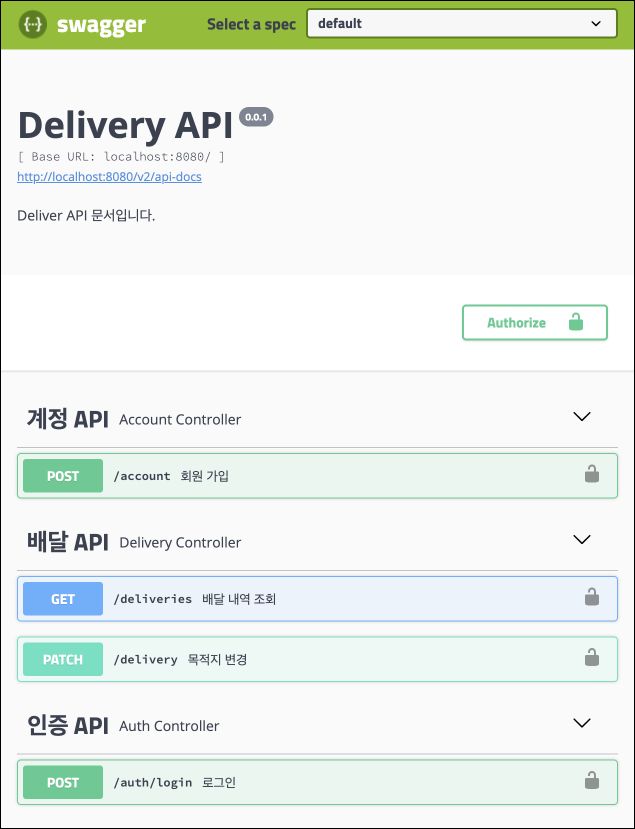 {...} swagger
Select a spec default
Delivery API 0.0.1
[ Base URL: localhost:8080/ ]
http://localhost:8080/v2/api-docs
Deliver API 문서입니다.
Authorize
계정 API Account Controller
POST /account 회원 가입
배달 API Delivery Controller
GET /deliveries 배달 내역 조회
PATCH /delivery 목적지 변경
인증 API Auth Controller
POST /auth/login 로그인